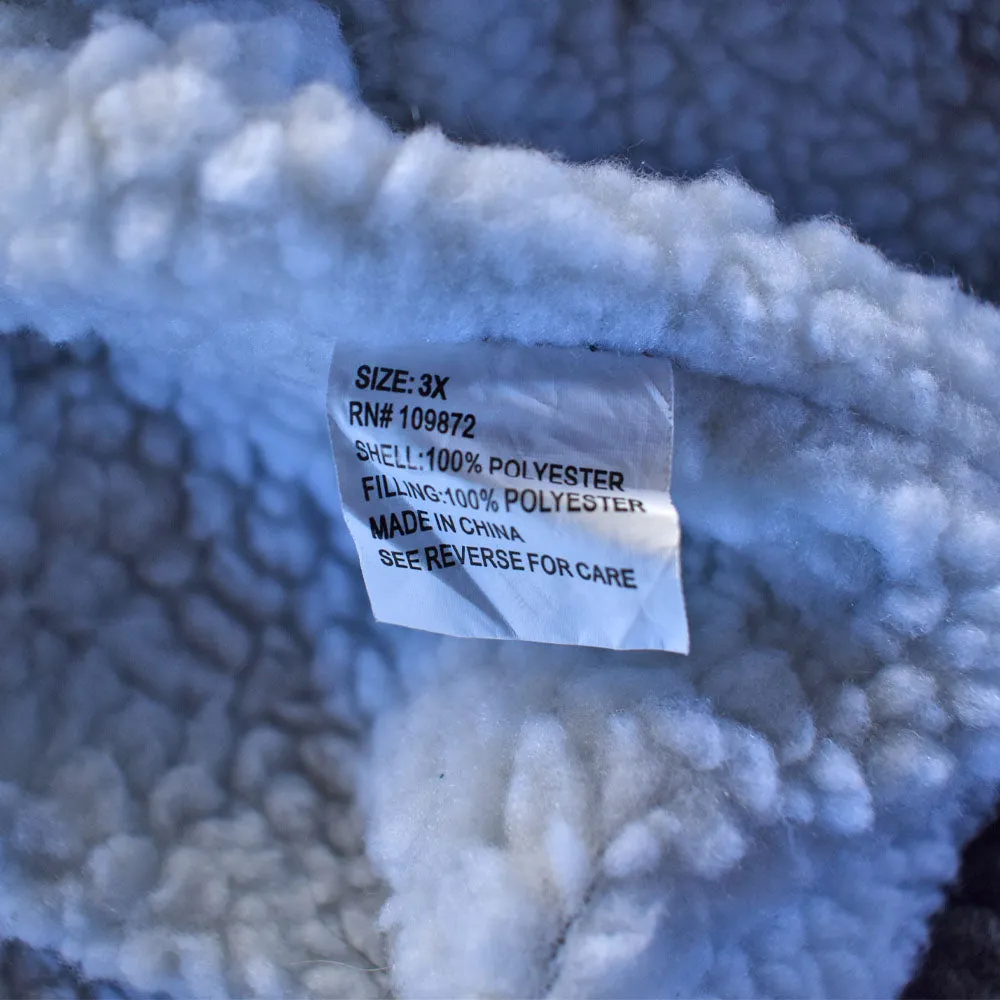 SIZE: 3X
RN# 109872
SHELL:100% POLYESTER
FILLING:100% POLYESTER
MADE IN CHINA
SEE REVERSE FOR CARE